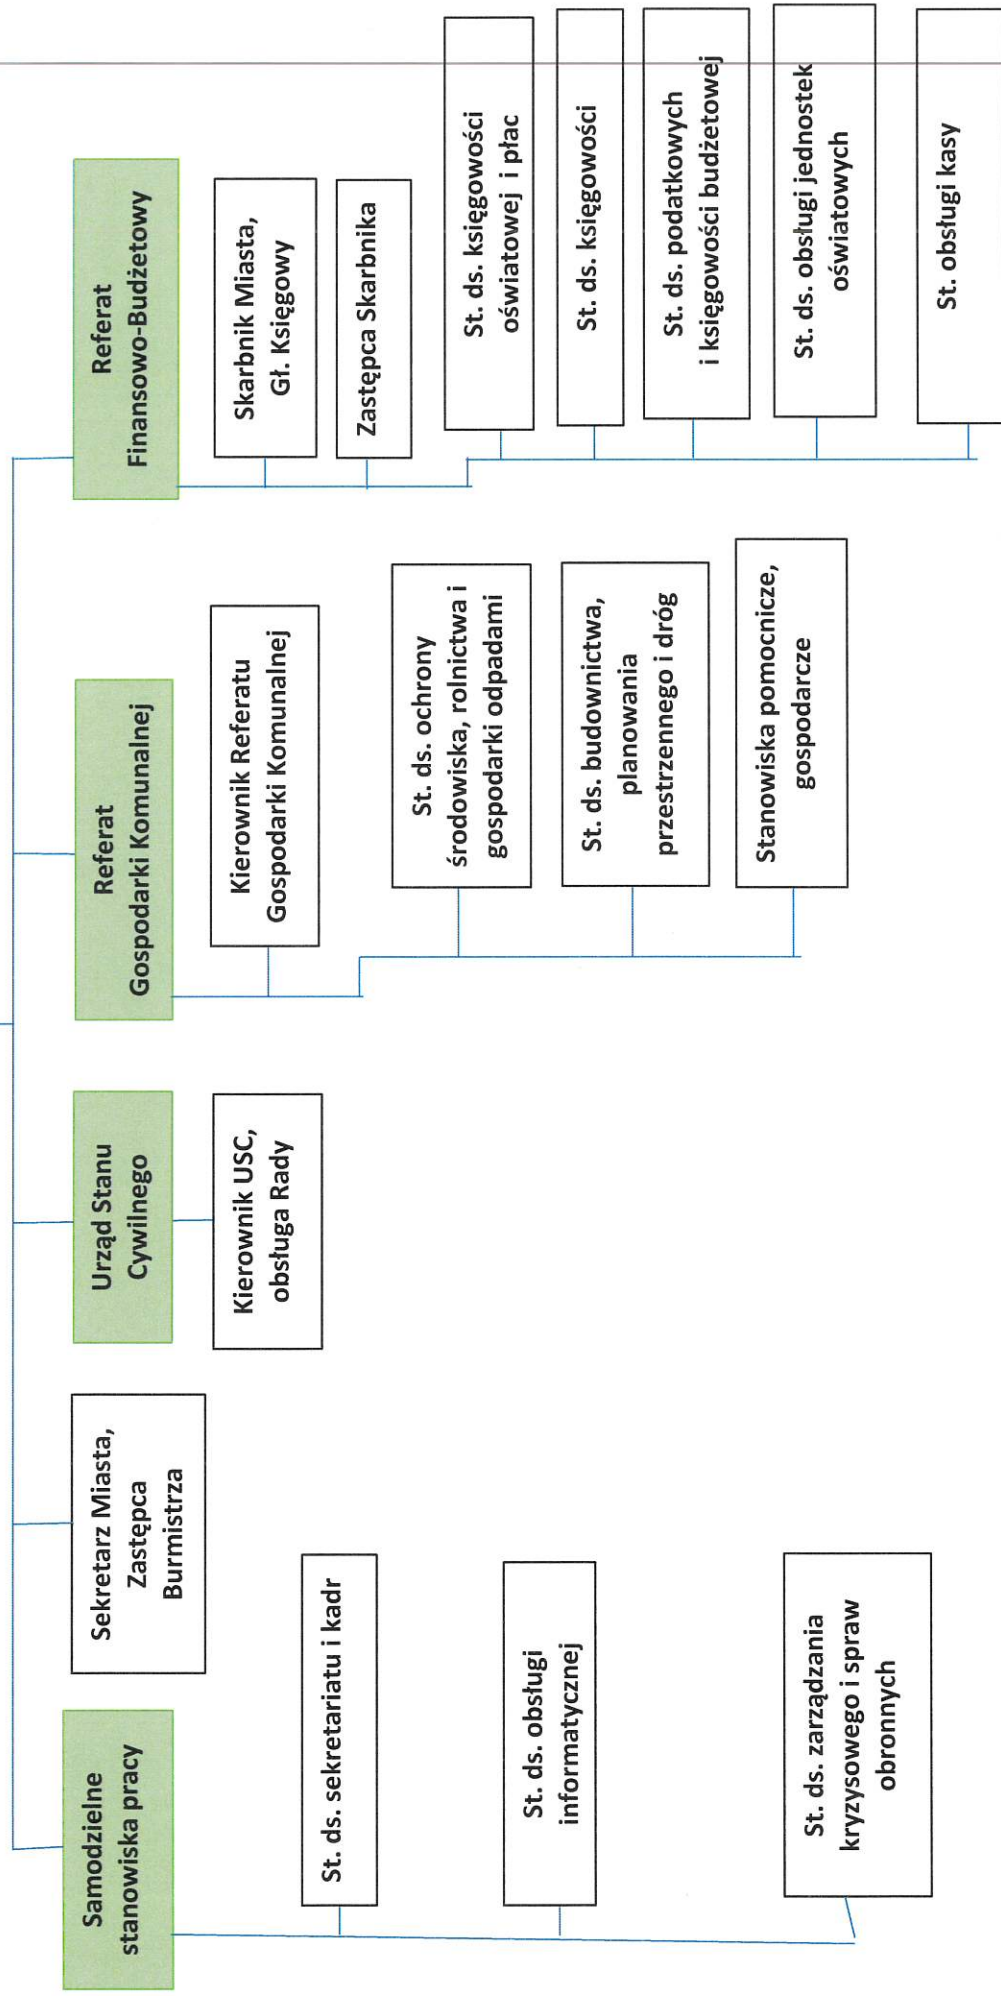 Samodzielne
stanowiska pracy
St. ds. sekretariatu i kadr
St. ds. obsługi
informatycznej
St. ds. zarządzania
kryzysowego i spraw
obronnych
Sekretarz Miasta,
Zastępca
Burmistrza
Urząd Stanu
Cywilnego
Kierownik USC,
obsługa Rady
Referat
Gospodarki Komunalnej
Kierownik Referatu
Gospodarki Komunalnej
St. ds. ochrony
środowiska, rolnictwa i
gospodarki odpadami
St. ds. budownictwa,
planowania
przestrzennego i dróg
Stanowiska pomocnicze,
gospodarcze
Referat
Finansowo-Budżetowy
Skarbnik Miasta,
Gł. Księgowy
Zastępca Skarbnika
St. ds. księgowości
oświatowej i płac
St. ds. księgowości
St. ds. podatkowych
i księgowości budżetowej
St. ds. obsługi jednostek
oświatowych
St. obsługi kasy